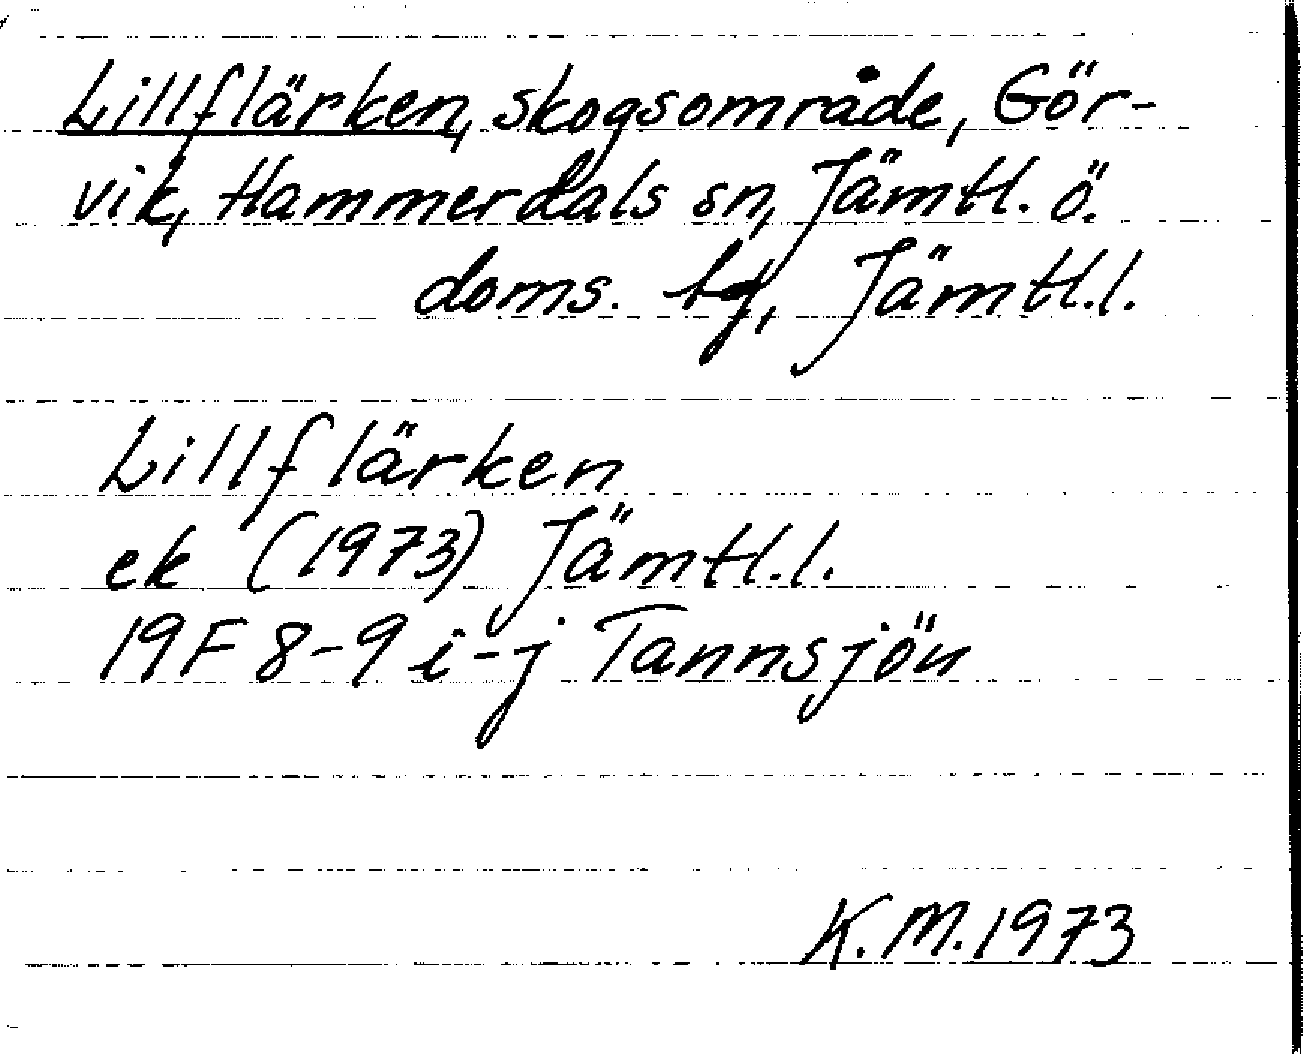 Lillflärken, skogsområde, Gör-
vik, Hammerdals sn, Jämtl. ö.
doms. tg, Jämtl.l.
Lillflärken
ek (1973) Jämtl.l.
19F 8-9 i-j Tannsjön
K.M.1973